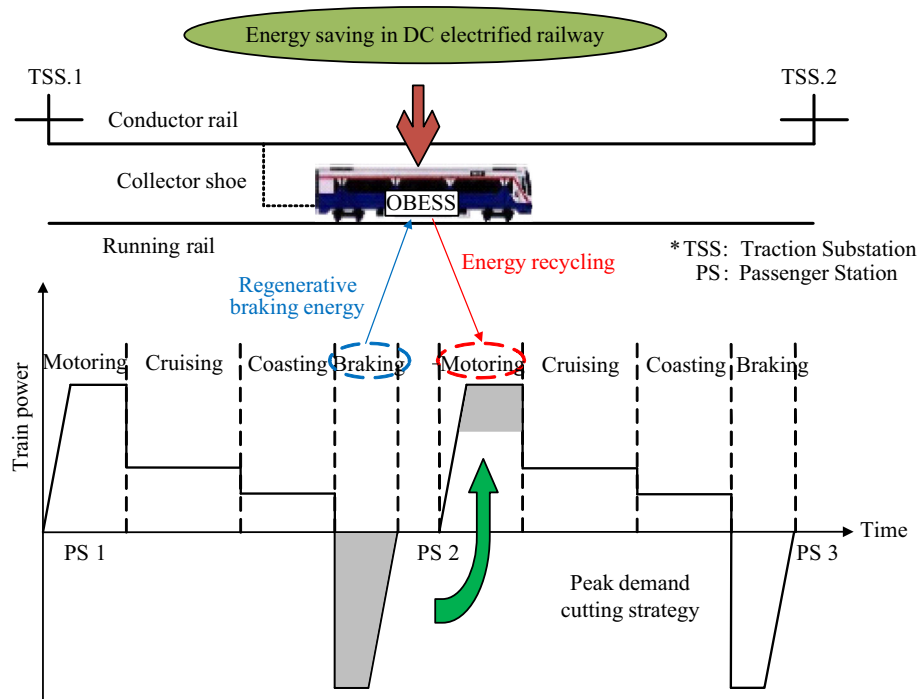 Energy saving in DC electrified railway
TSS.1
TSS.2
Conductor rail
Collector shoe
OBESS
Running rail
*TSS: Traction Substation
PS: Passenger Station
Energy recycling
Regenerative
braking energy
Motoring
Cruising
Coasting
Braking
Motoring
Cruising
Coasting
Braking
Train power
Time
PS 1
PS 2
PS 3
Peak demand
cutting strategy